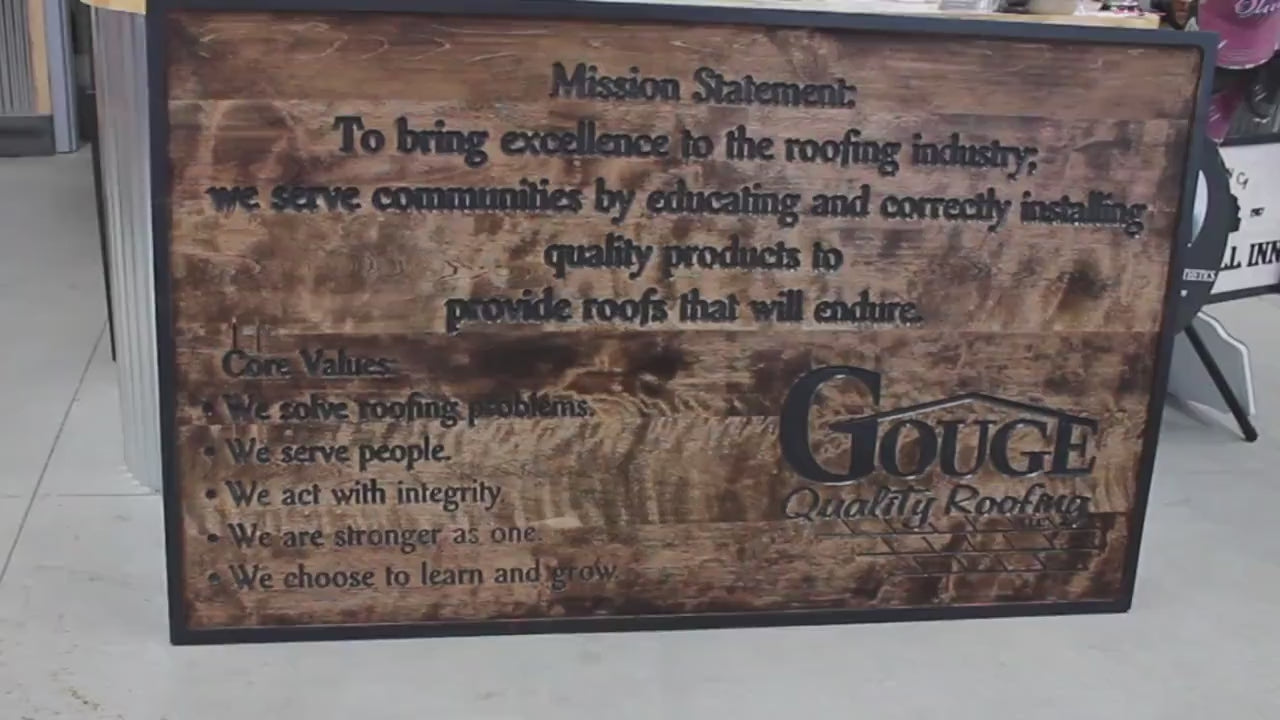 Mission Statement:
To bring excellence to the roofing industry;
we serve communities by educating and correctly installing
quality products to
provide roofs that will endure.
Core Values:
• We solve roofing problems.
• We serve people.
• We act with integrity.
• We are stronger as one.
• We choose to learn and grow.
GOUGE
Quality Roofing
LLC